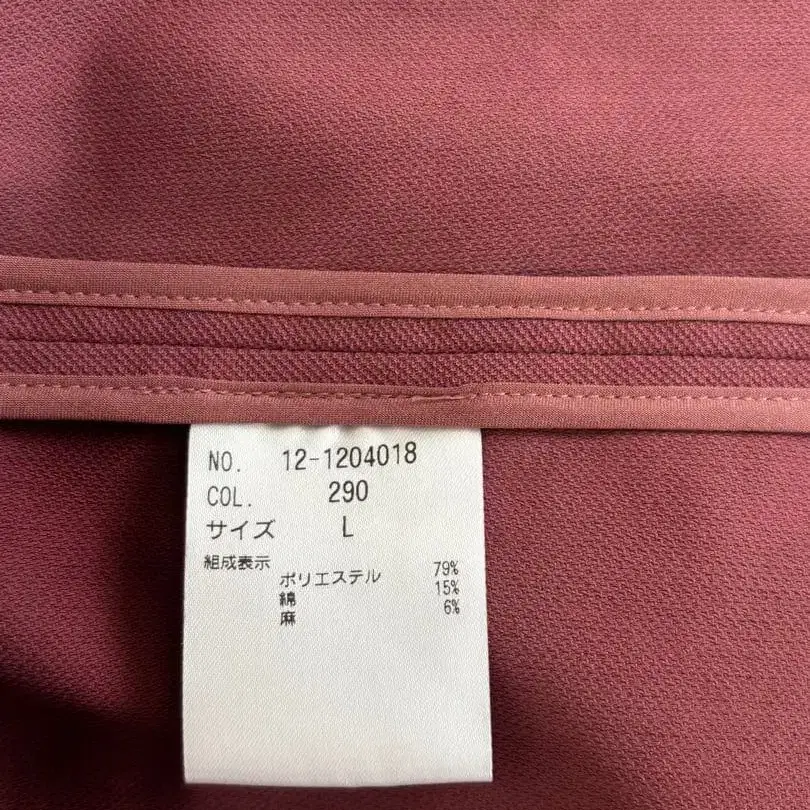 NO. 12-1204018
COL. 290
サイズ L
組成表示
ポリエステル 79%
綿 15%
麻 6%